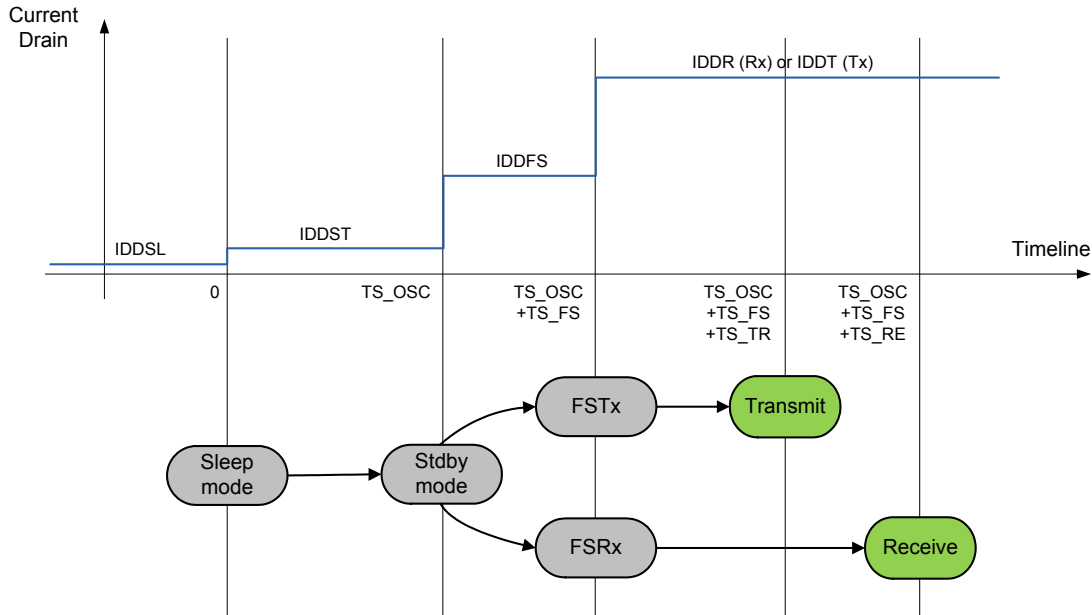 Current
Drain
IDDR (Rx) or IDDT (Tx)
IDDFS
IDDST
IDDSL
Timeline
0
TS_OSC
TS_OSC
+TS_FS
TS_OSC
+TS_FS
+TS_TR
TS_OSC
+TS_FS
+TS_RE
FSTx
Transmit
Sleep
mode
Stdby
mode
FSRx
Receive